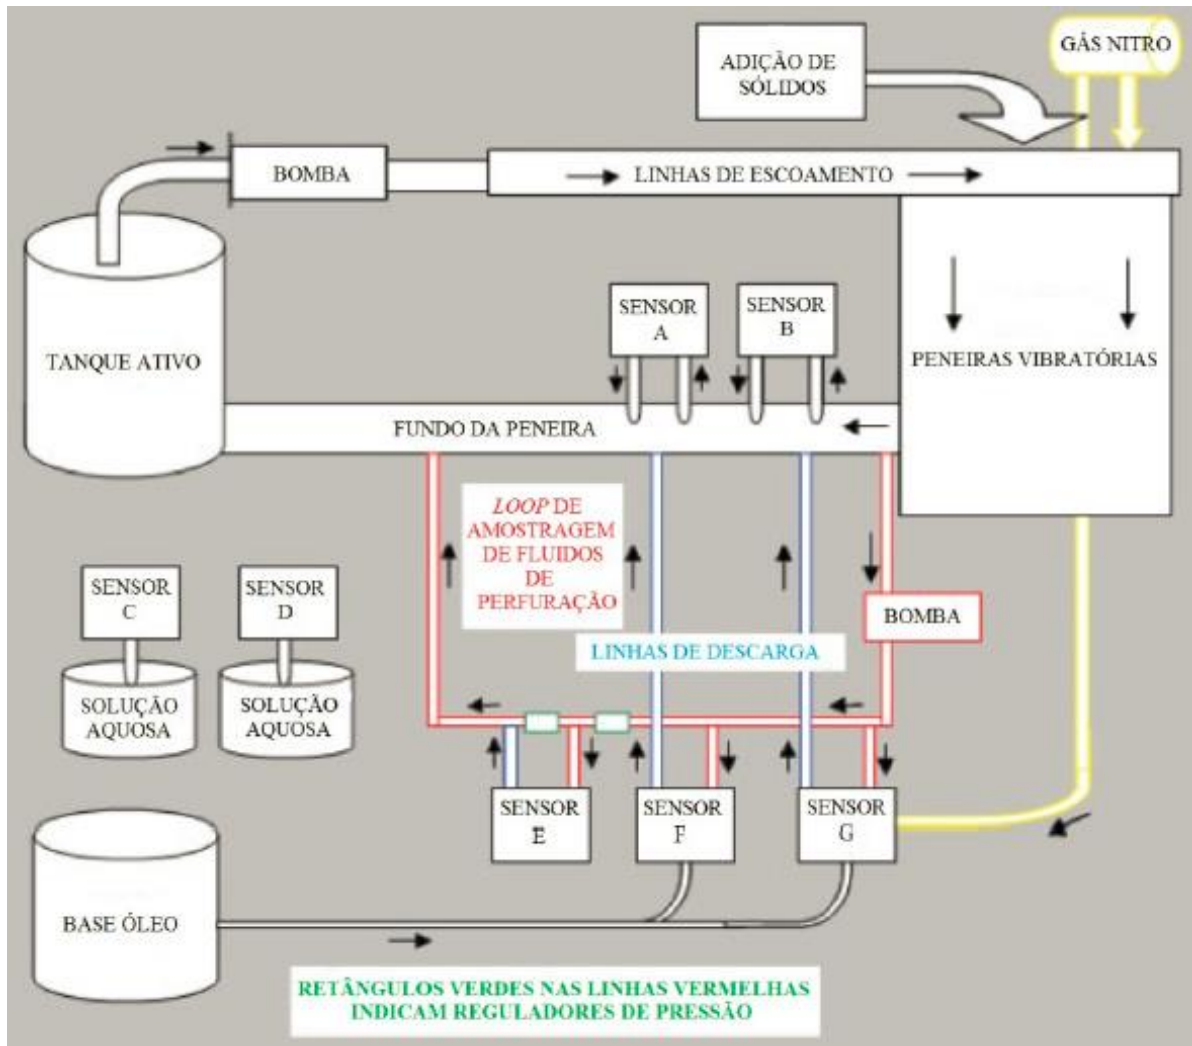 GÁS NITRO
ADIÇÃO DE
SÓLIDOS
BOMBA
LINHAS DE ESCOAMENTO
TANQUE ATIVO
SENSOR
A
SENSOR
B
PENEIRAS VIBRATÓRIAS
FUNDO DA PENEIRA
LOOP DE
AMOSTRAGEM
DE FLUIDOS
DE
PERFURAÇÃO
SENSOR
C
SENSOR
D
BOMBA
LINHAS DE DESCARGA
SOLUÇÃO
AQUOSA
SOLUÇÃO
AQUOSA
SENSOR
E
SENSOR
F
SENSOR
G
BASE ÓLEO
RETÂNGULOS VERDES NAS LINHAS VERMELHAS
INDICAM REGULADORES DE PRESSÃO